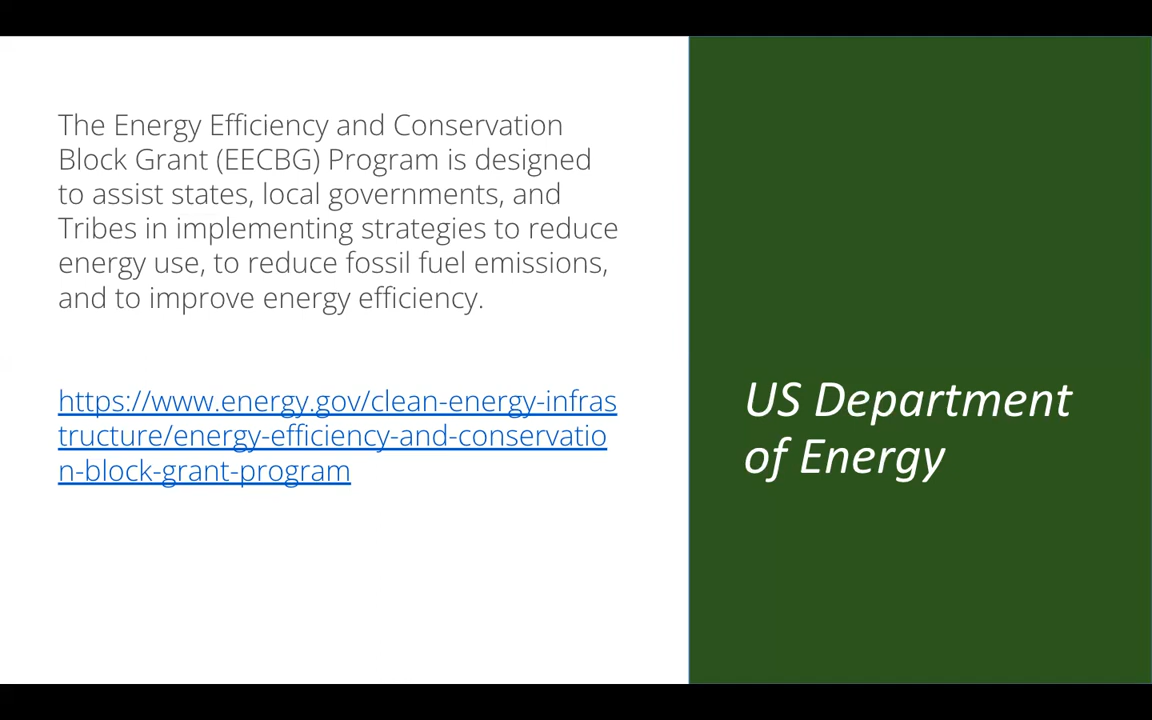 The Energy Efficiency and Conservation
Block Grant (EECBG) Program is designed
to assist states, local governments, and
Tribes in implementing strategies to reduce
energy use, to reduce fossil fuel emissions,
and to improve energy efficiency.
https://www.energy.gov/clean-energy-infras
tructure/energy-efficiency-and-conservatio
n-block-grant-program
US Department
of Energy